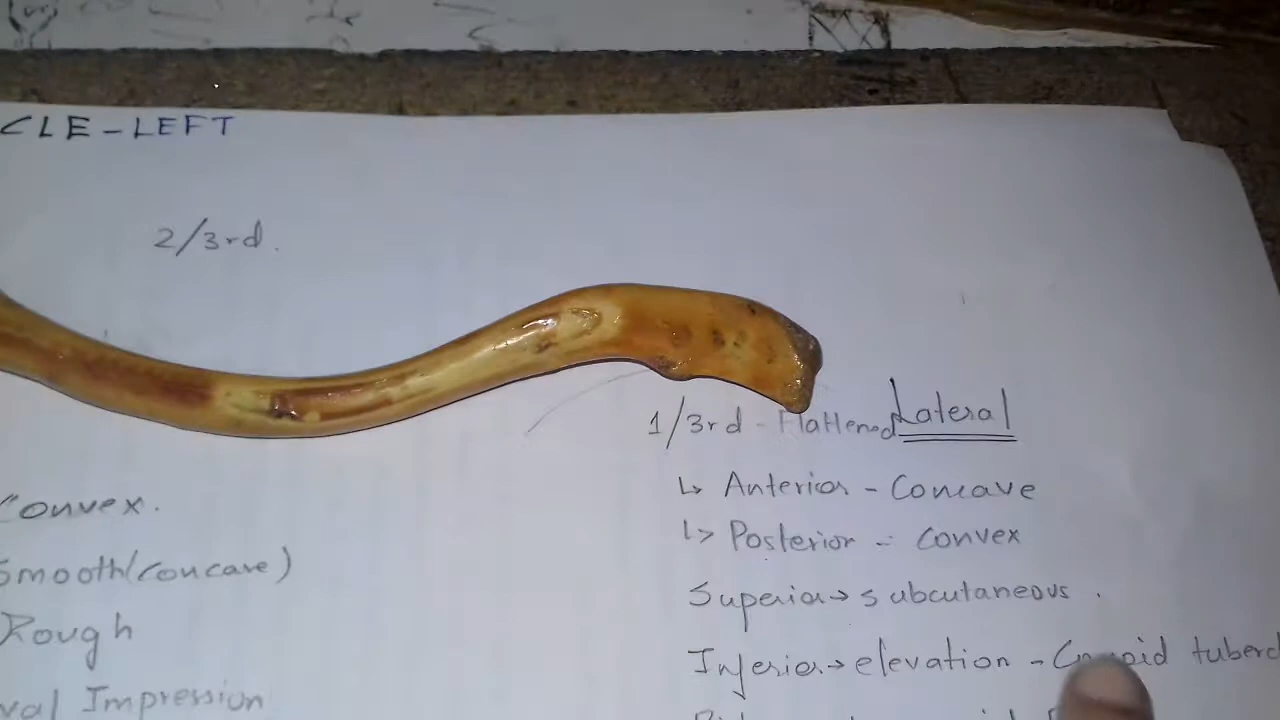 CLE-LEFT
2/3rd.
1/3rd - Flattened Lateral
↳ Anterior - Concave
↳ Posterior - convex
Convex.
Smooth(concave)
Superior→ subcutaneous.
Rough
Inferior→ elevation -
val Impression